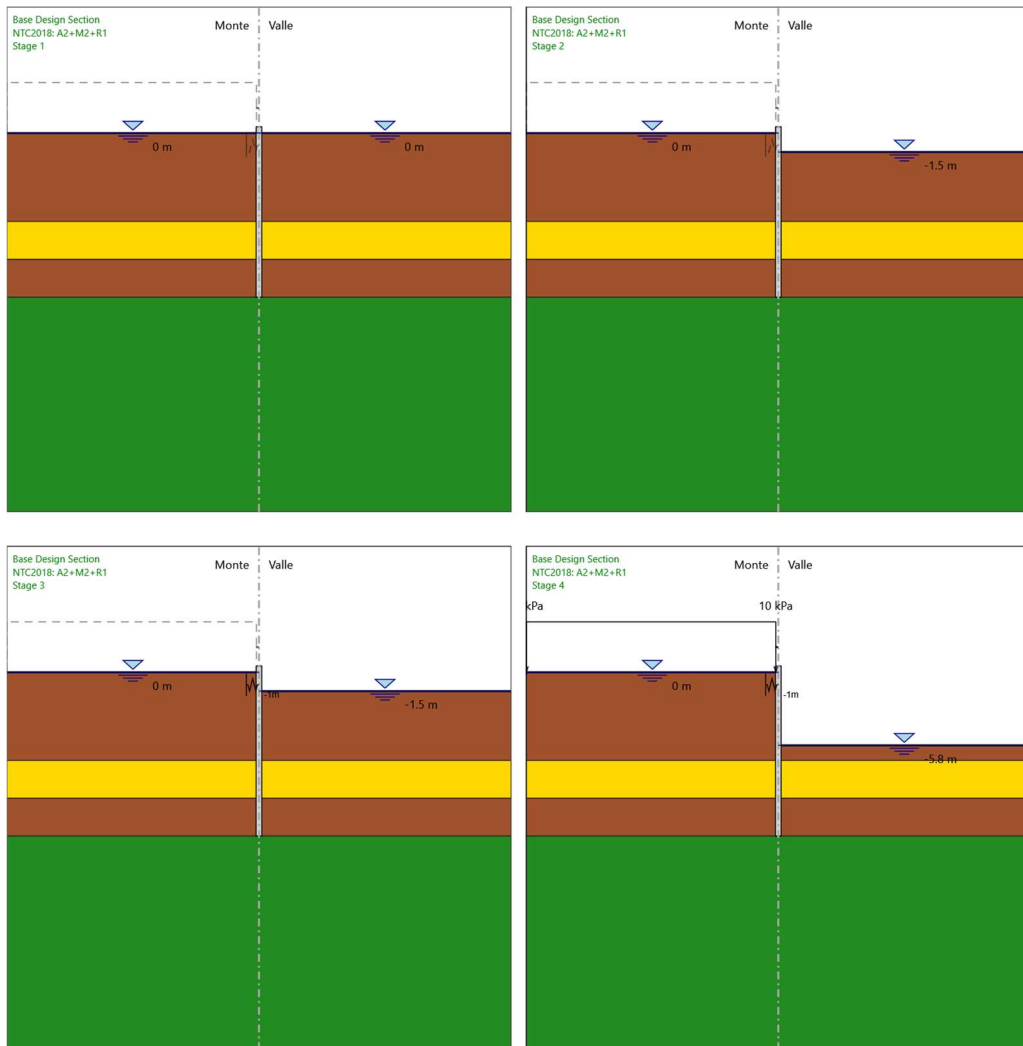 Base Design Section
NTC2018: A2+M2+R1
Stage 1
Monte Valle
0 m 0 m
Base Design Section
NTC2018: A2+M2+R1
Stage 2
Monte Valle
0 m -1.5 m
Base Design Section
NTC2018: A2+M2+R1
Stage 3
Monte Valle
0 m -1m -1.5 m
Base Design Section
NTC2018: A2+M2+R1
Stage 4
Monte Valle
kPa 10 kPa
0 m -1m
-5.8 m